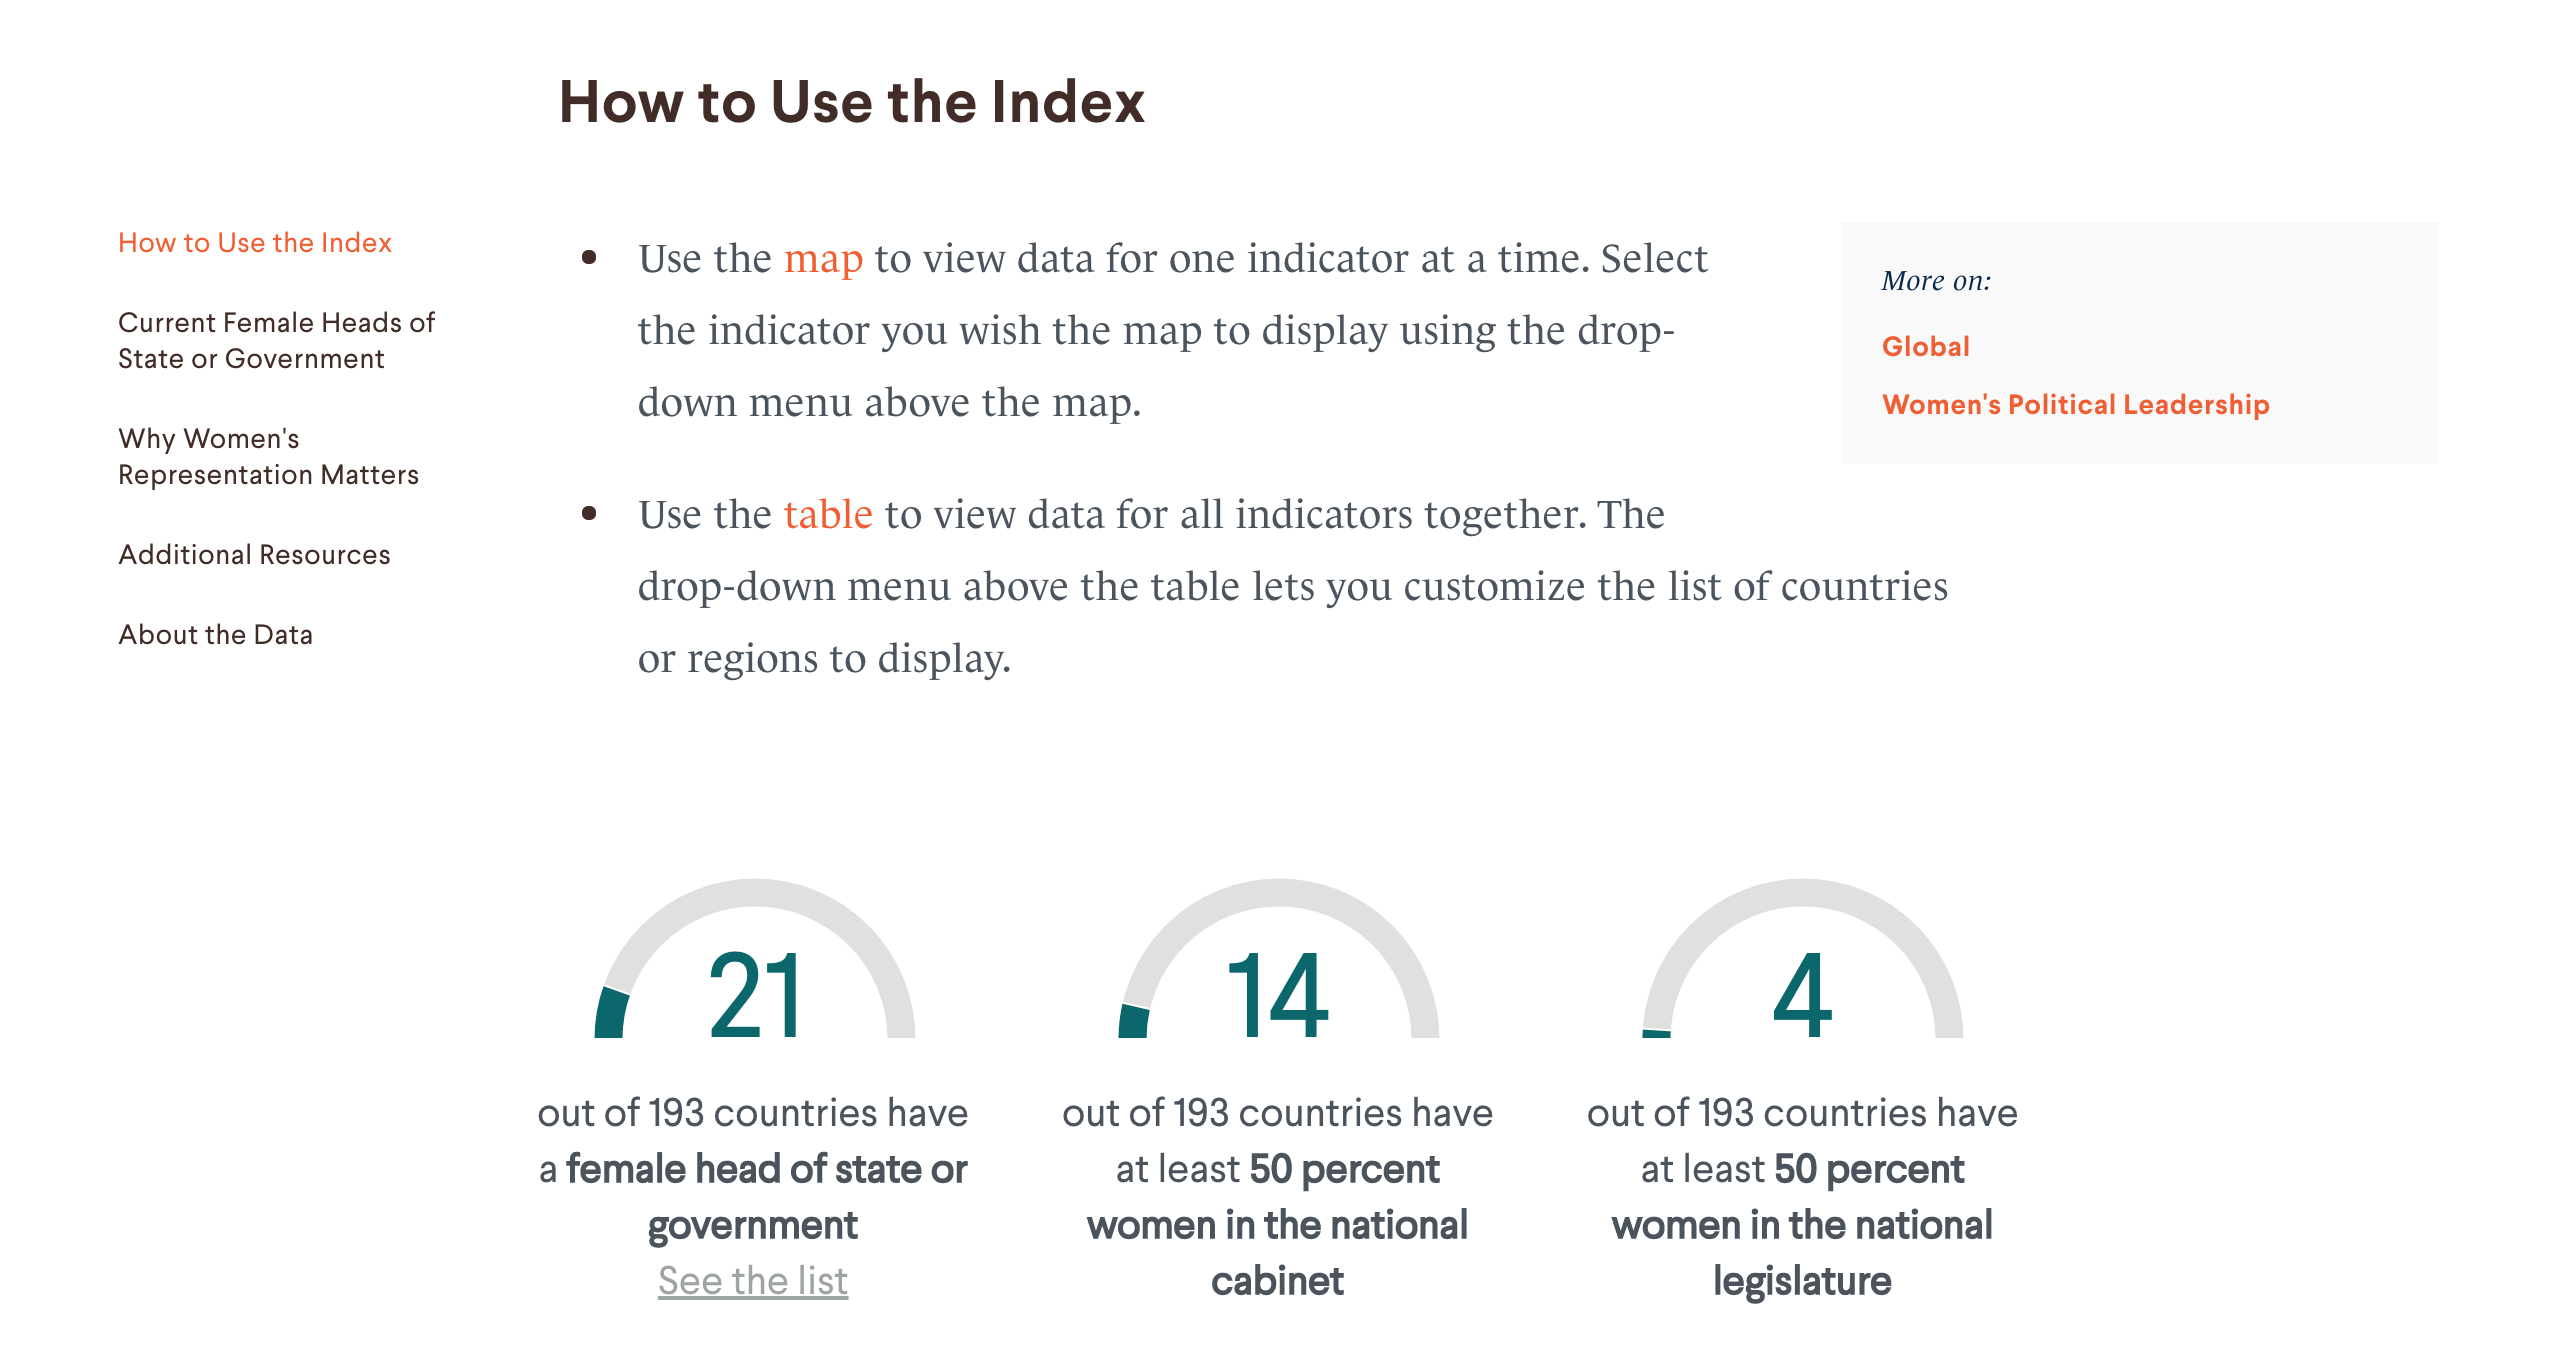 How to Use the Index
How to Use the Index
Current Female Heads of
State or Government
Why Women's
Representation Matters
Additional Resources
About the Data
• Use the map to view data for one indicator at a time. Select
the indicator you wish the map to display using the drop-
down menu above the map.
• Use the table to view data for all indicators together. The
drop-down menu above the table lets you customize the list of countries
or regions to display.
More on:
Global
Women's Political Leadership
21
out of 193 countries have
a female head of state or
government
See the list
14
out of 193 countries have
at least 50 percent
women in the national
cabinet
4
out of 193 countries have
at least 50 percent
women in the national
legislature